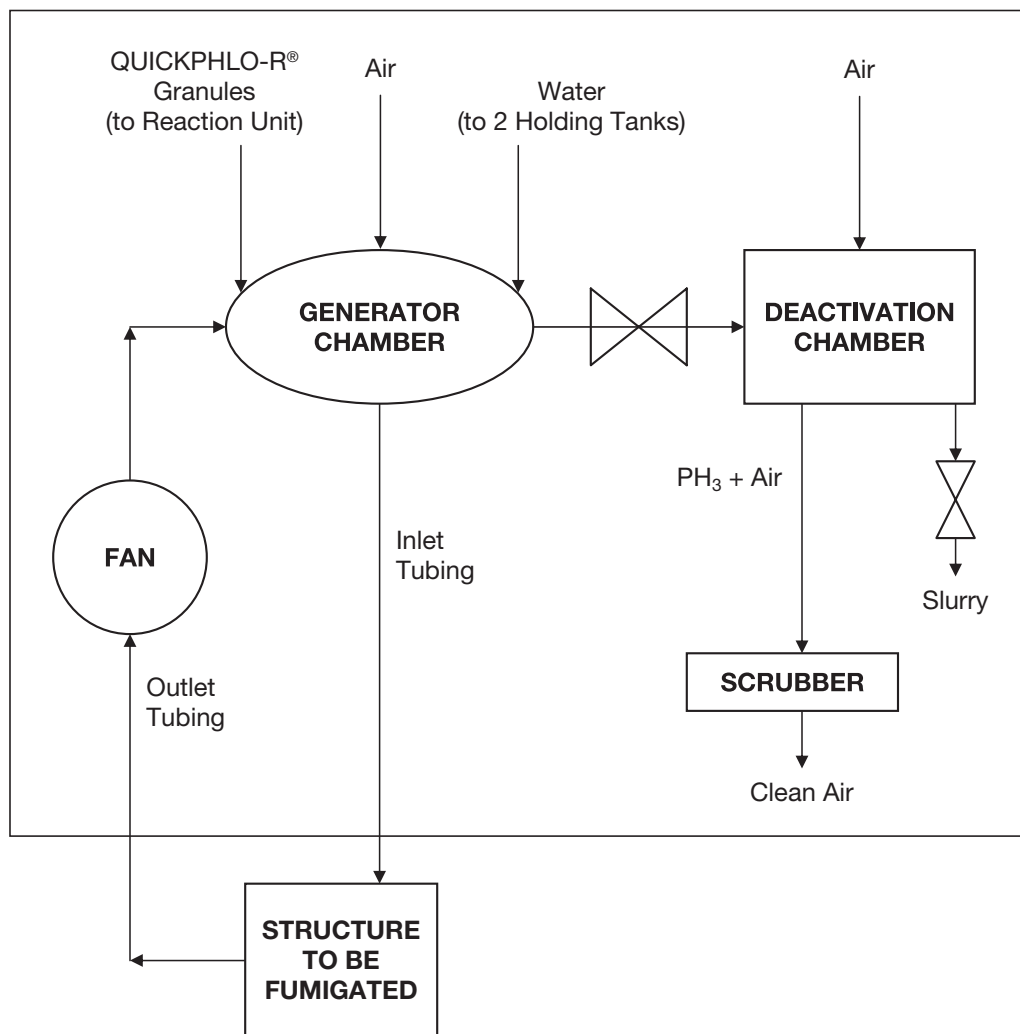 QUICKPHLO-R®
Granules
(to Reaction Unit)
Air
Water
(to 2 Holding Tanks)
Air
GENERATOR
CHAMBER
DEACTIVATION
CHAMBER
PH₃ + Air
FAN
Inlet
Tubing
Slurry
SCRUBBER
Outlet
Tubing
Clean Air
STRUCTURE
TO BE
FUMIGATED